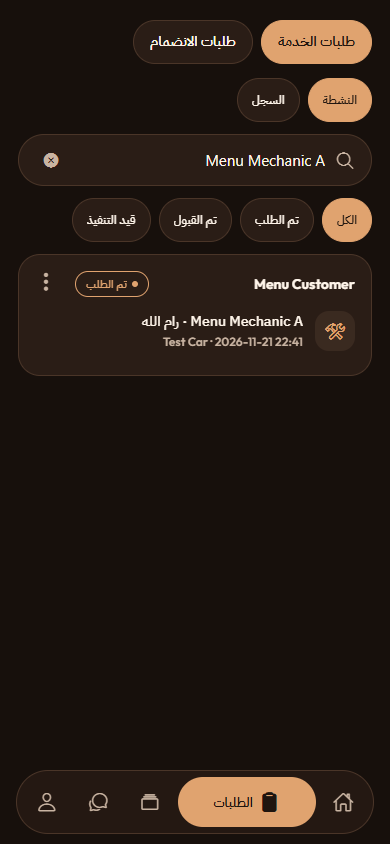 طلبات الخدمة طلبات الانضمام
النشطة السجل
Menu Mechanic A
الكل تم الطلب تم القبول قيد التنفيذ
Menu Customer تم الطلب
Menu Mechanic A · رام الله
Test Car · 2026-11-21 22:41
الطلبات